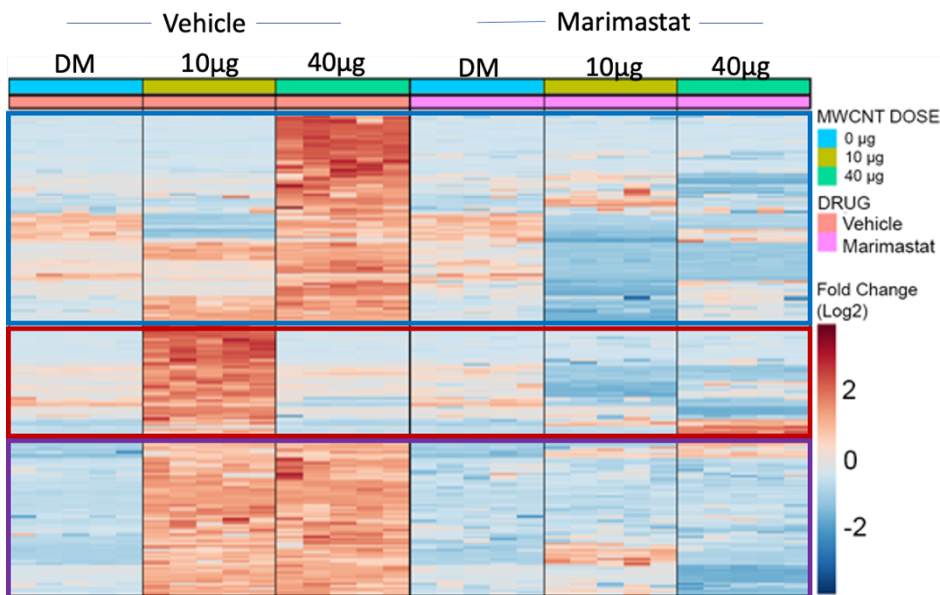 Vehicle
Marimastat
DM
10µg
40µg
DM
10µg
40µg
MWCNT DOSE
0 µg
10 µg
40 µg
DRUG
Vehicle
Marimastat
Fold Change
(Log2)
2
0
-2